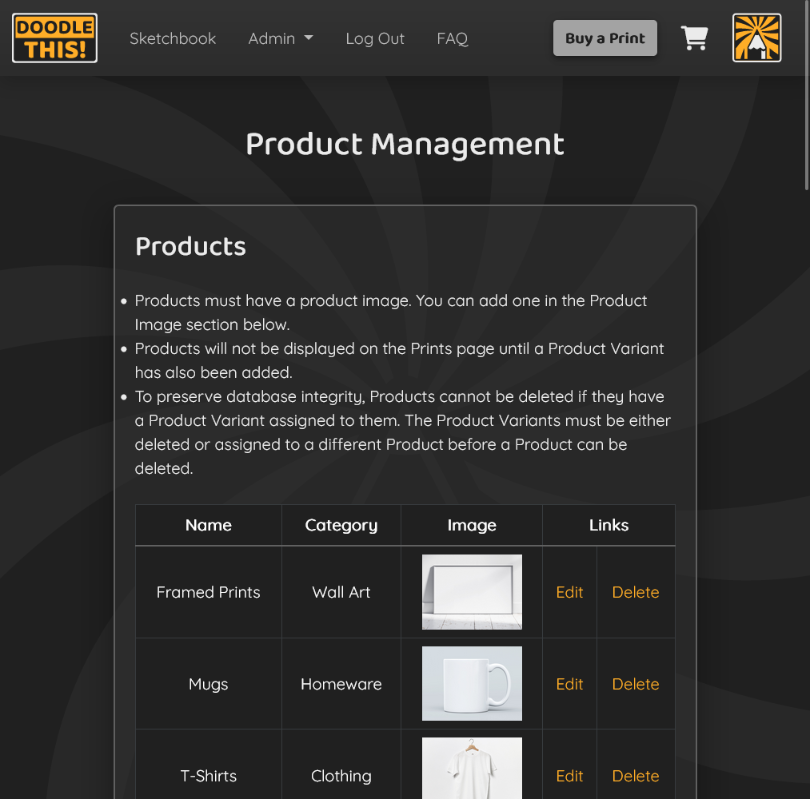 DOODLE
THIS!
Sketchbook
Admin
Log Out
FAQ
Buy a Print
Product Management
Products
Products must have a product image. You can add one in the Product
Image section below.
Products will not be displayed on the Prints page until a Product Variant
has also been added.
To preserve database integrity, Products cannot be deleted if they have
a Product Variant assigned to them. The Product Variants must be either
deleted or assigned to a different Product before a Product can be
deleted.
Name Category Image Links
Framed Prints Wall Art Edit Delete
Mugs Homeware Edit Delete
T-Shirts Clothing Edit Delete